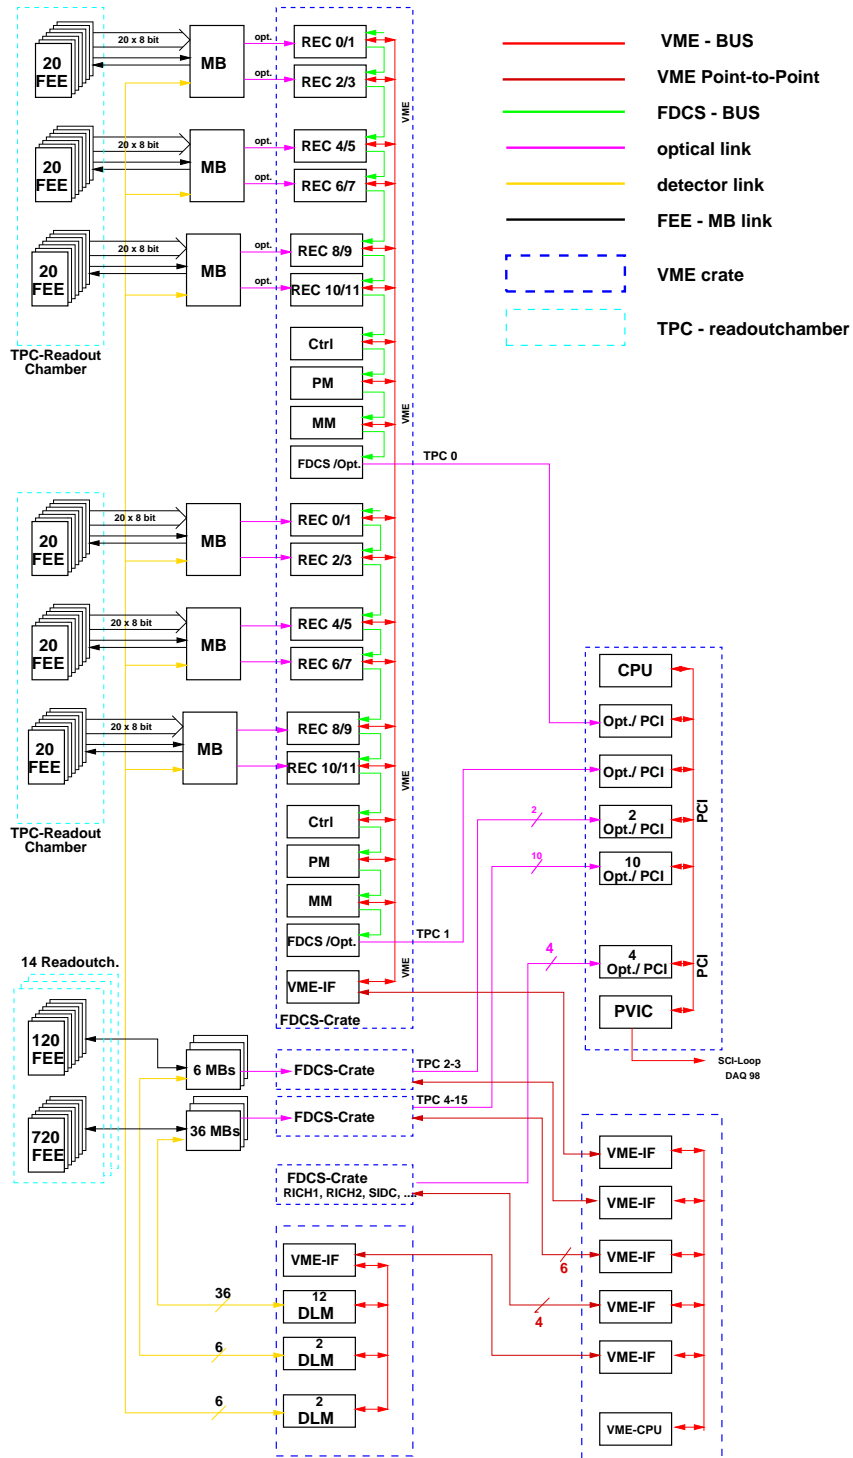 20
FEE
20 x 8 bit
MB
opt.
opt.
REC 0/1
REC 2/3
VME
20
FEE
20 x 8 bit
MB
opt.
opt.
REC 4/5
REC 6/7
20
FEE
20 x 8 bit
MB
opt.
opt.
REC 8/9
REC 10/11
TPC-Readout
Chamber
Ctrl
PM
MM
VME
FDCS /Opt.
TPC 0
VME - BUS
VME Point-to-Point
FDCS - BUS
optical link
detector link
FEE - MB link
VME crate
TPC - readoutchamber
20
FEE
20 x 8 bit
MB
REC 0/1
REC 2/3
20
FEE
20 x 8 bit
MB
REC 4/5
REC 6/7
20
FEE
20 x 8 bit
MB
REC 8/9
REC 10/11
VME
TPC-Readout
Chamber
Ctrl
PM
MM
FDCS /Opt.
TPC 1
VME-IF
VME
FDCS-Crate
CPU
Opt./ PCI
Opt./ PCI
2
2
Opt./ PCI
PCI
10
10
Opt./ PCI
4
4
Opt./ PCI
PCI
PVIC
SCI-Loop
DAQ 98
14 Readoutch.
120
FEE
6 MBs
FDCS-Crate
TPC 2-3
720
FEE
36 MBs
FDCS-Crate
TPC 4-15
FDCS-Crate
RICH1, RICH2, SIDC, ....
VME-IF
VME-IF
VME-IF
6
VME-IF
4
VME-IF
VME-CPU
VME-IF
36
12
DLM
6
2
DLM
6
2
DLM